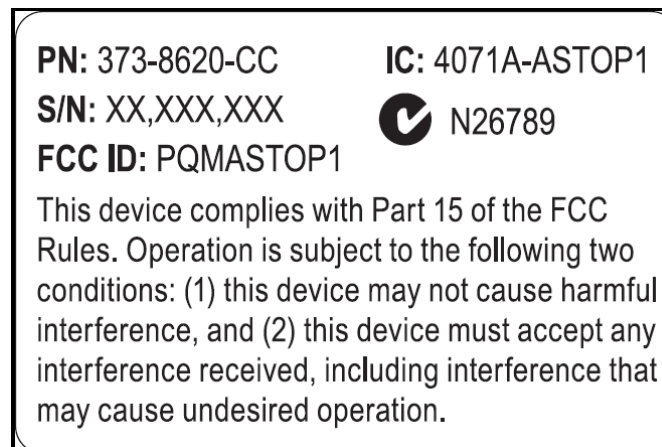 PN: 373-8620-CC IC: 4071A-ASTOP1
S/N: XX,XXX,XXX N26789
FCC ID: PQMASTOP1
This device complies with Part 15 of the FCC
Rules. Operation is subject to the following two
conditions: (1) this device may not cause harmful
interference, and (2) this device must accept any
interference received, including interference that
may cause undesired operation.